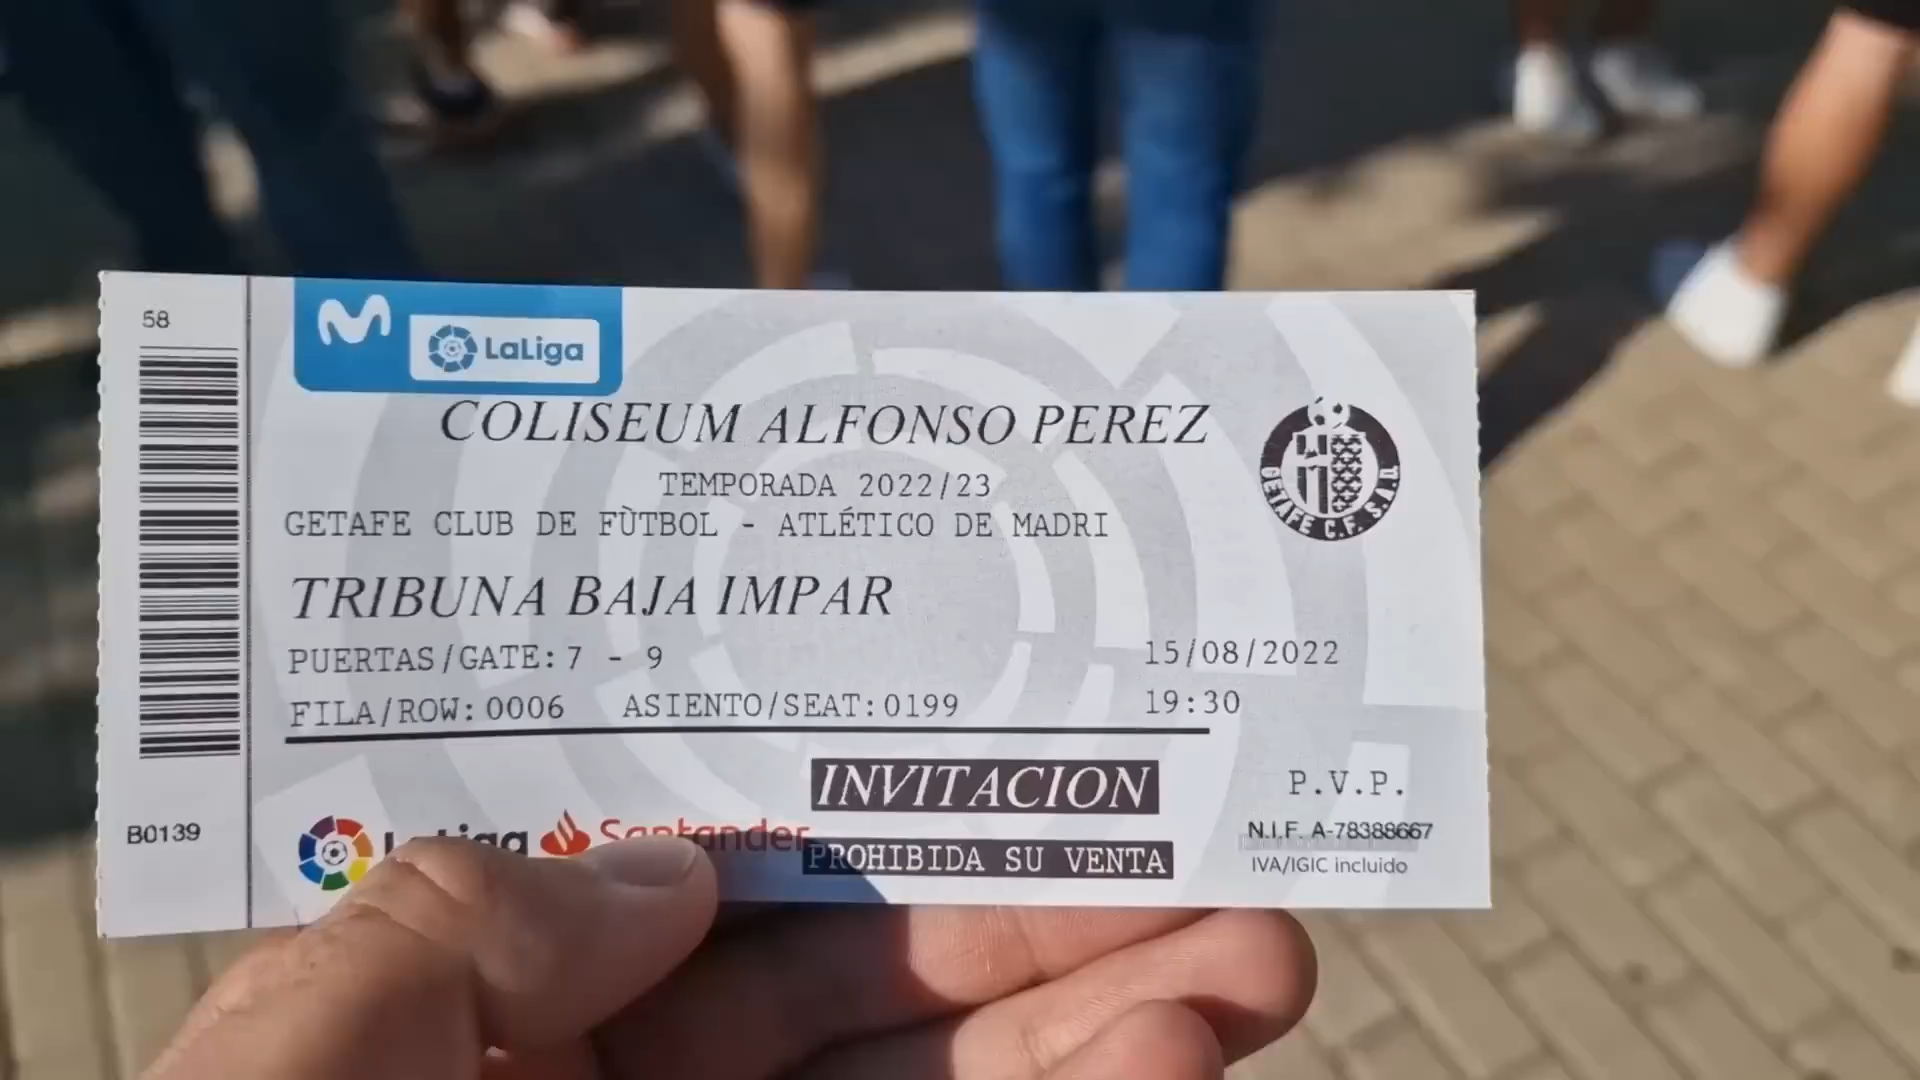 58
LaLiga
COLISEUM ALFONSO PEREZ
TEMPORADA 2022/23
GETAFE CLUB DE FÙTBOL - ATLÉTICO DE MADRI
GETAFE C.F. S.A.D.
TRIBUNA BAJA IMPAR
PUERTAS/GATE: 7 - 9
15/08/2022
FILA/ROW: 0006 ASIENTO/SEAT:0199
19:30
INVITACION
P.V.P.
B0139
LaLiga Santander
PROHIBIDA SU VENTA
N.I.F. A-78388667
IVA/IGIC incluido